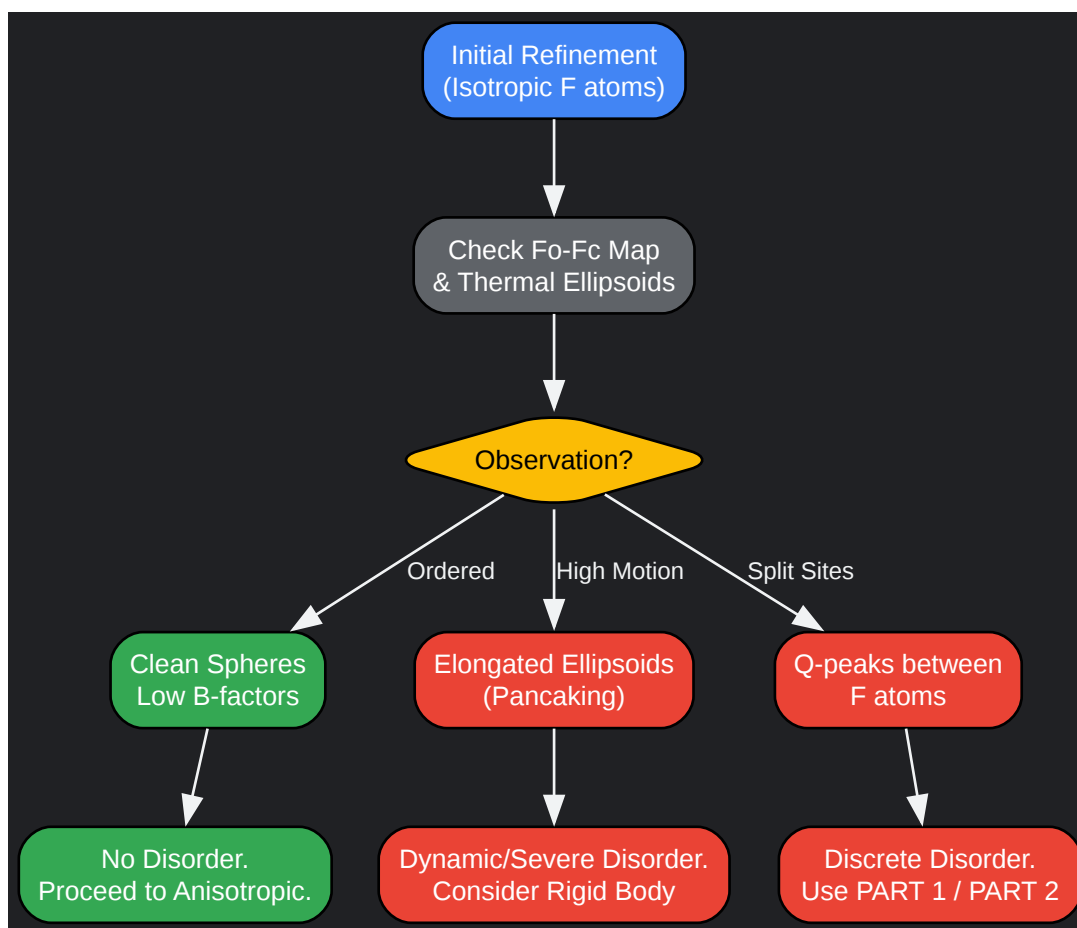 Initial Refinement
(Isotropic F atoms)
Check Fo-Fc Map
& Thermal Ellipsoids
Observation?
Ordered
High Motion
Split Sites
Clean Spheres
Low B-factors
Elongated Ellipsoids
(Pancaking)
Q-peaks between
F atoms
No Disorder.
Proceed to Anisotropic.
Dynamic/Severe Disorder.
Consider Rigid Body
Discrete Disorder.
Use PART 1 / PART 2